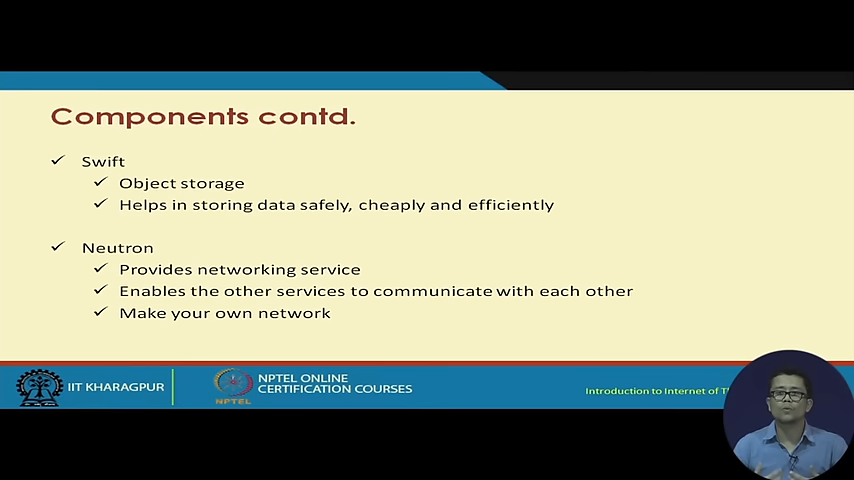 Components contd.
✓ Swift
✓ Object storage
✓ Helps in storing data safely, cheaply and efficiently
✓ Neutron
✓ Provides networking service
✓ Enables the other services to communicate with each other
✓ Make your own network
IIT KHARAGPUR
NPTEL ONLINE
CERTIFICATION COURSES
NPTEL
Introduction to Internet of